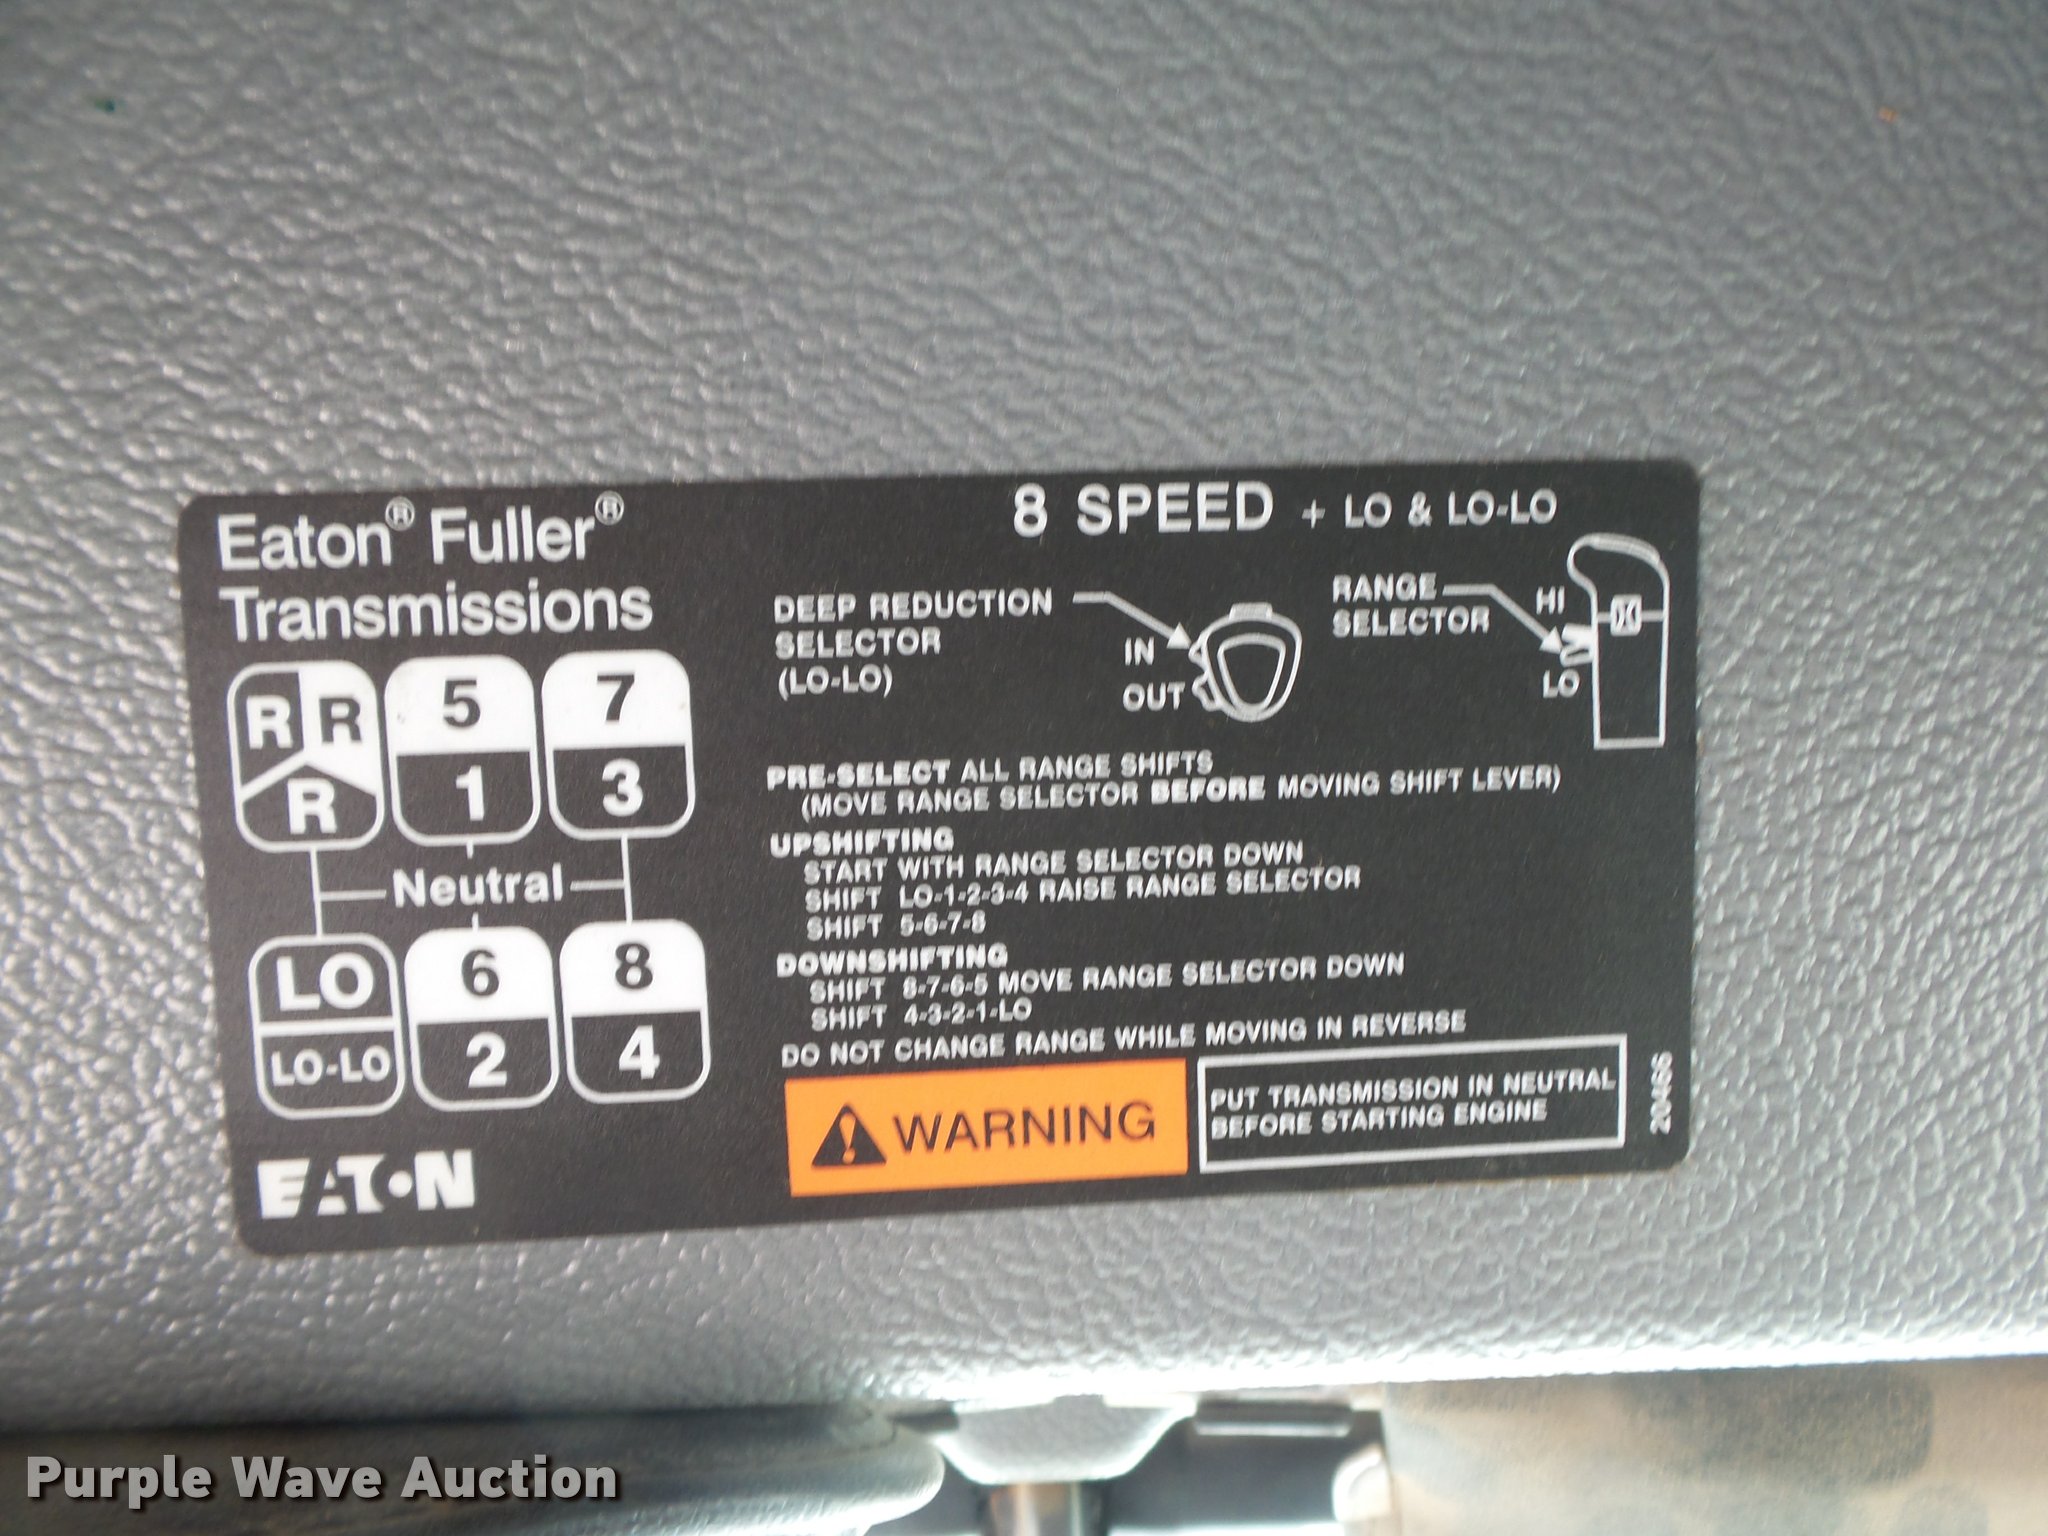 Eaton® Fuller®
Transmissions
8 SPEED + LO & LO-LO
R R
R
5
1
7
3
Neutral
LO
LO-LO
6
2
8
4
EATON
DEEP REDUCTION
SELECTOR
(LO-LO)
IN
OUT
RANGE
SELECTOR
HI
LO
PRE-SELECT ALL RANGE SHIFTS
(MOVE RANGE SELECTOR BEFORE MOVING SHIFT LEVER)
UPSHIFTING
START WITH RANGE SELECTOR DOWN
SHIFT LO-1-2-3-4 RAISE RANGE SELECTOR
SHIFT 5-6-7-8
DOWNSHIFTING
SHIFT 8-7-6-5 MOVE RANGE SELECTOR DOWN
SHIFT 4-3-2-1-LO
DO NOT CHANGE RANGE WHILE MOVING IN REVERSE
WARNING
PUT TRANSMISSION IN NEUTRAL
BEFORE STARTING ENGINE
20466
Purple Wave Auction